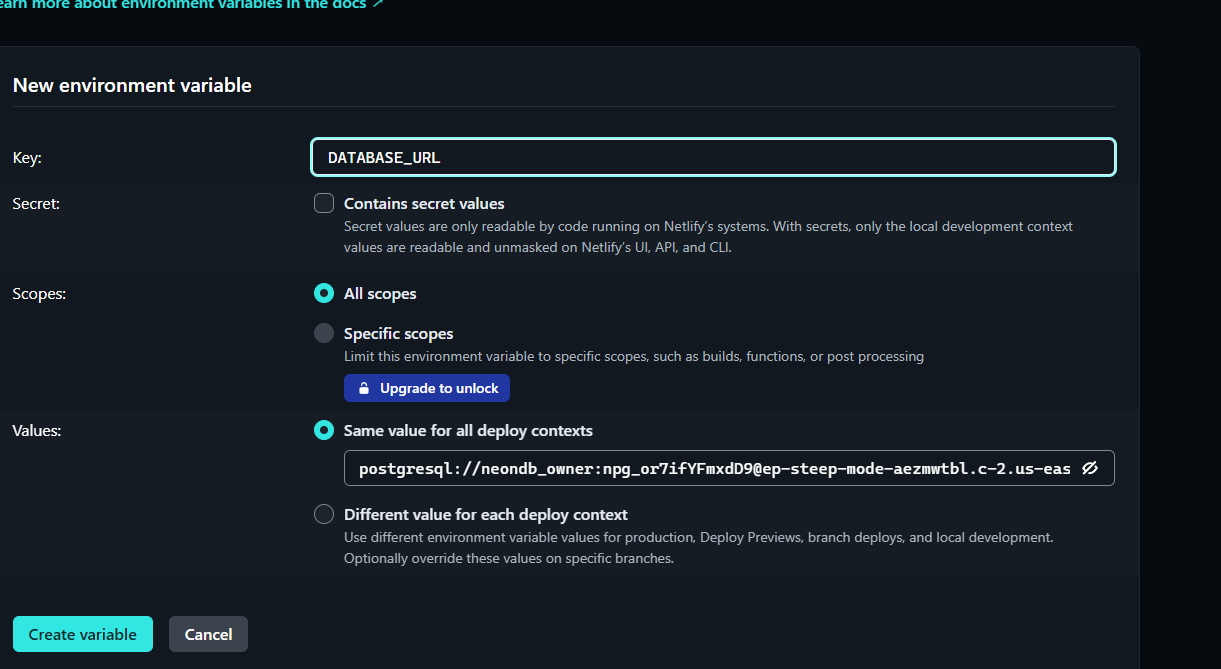 earn more about environment variables in the docs ↗
New environment variable
Key:
DATABASE_URL
Secret:
Contains secret values
Secret values are only readable by code running on Netlify’s systems. With secrets, only the local development context
values are readable and unmasked on Netlify’s UI, API, and CLI.
Scopes:
All scopes
Specific scopes
Limit this environment variable to specific scopes, such as builds, functions, or post processing
Upgrade to unlock
Values:
Same value for all deploy contexts
postgresql://neondb_owner:npg_or7ifYFmxdD9@ep-steep-mode-aezmwtbl.c-2.us-eas
Different value for each deploy context
Use different environment variable values for production, Deploy Previews, branch deploys, and local development.
Optionally override these values on specific branches.
Create variable
Cancel